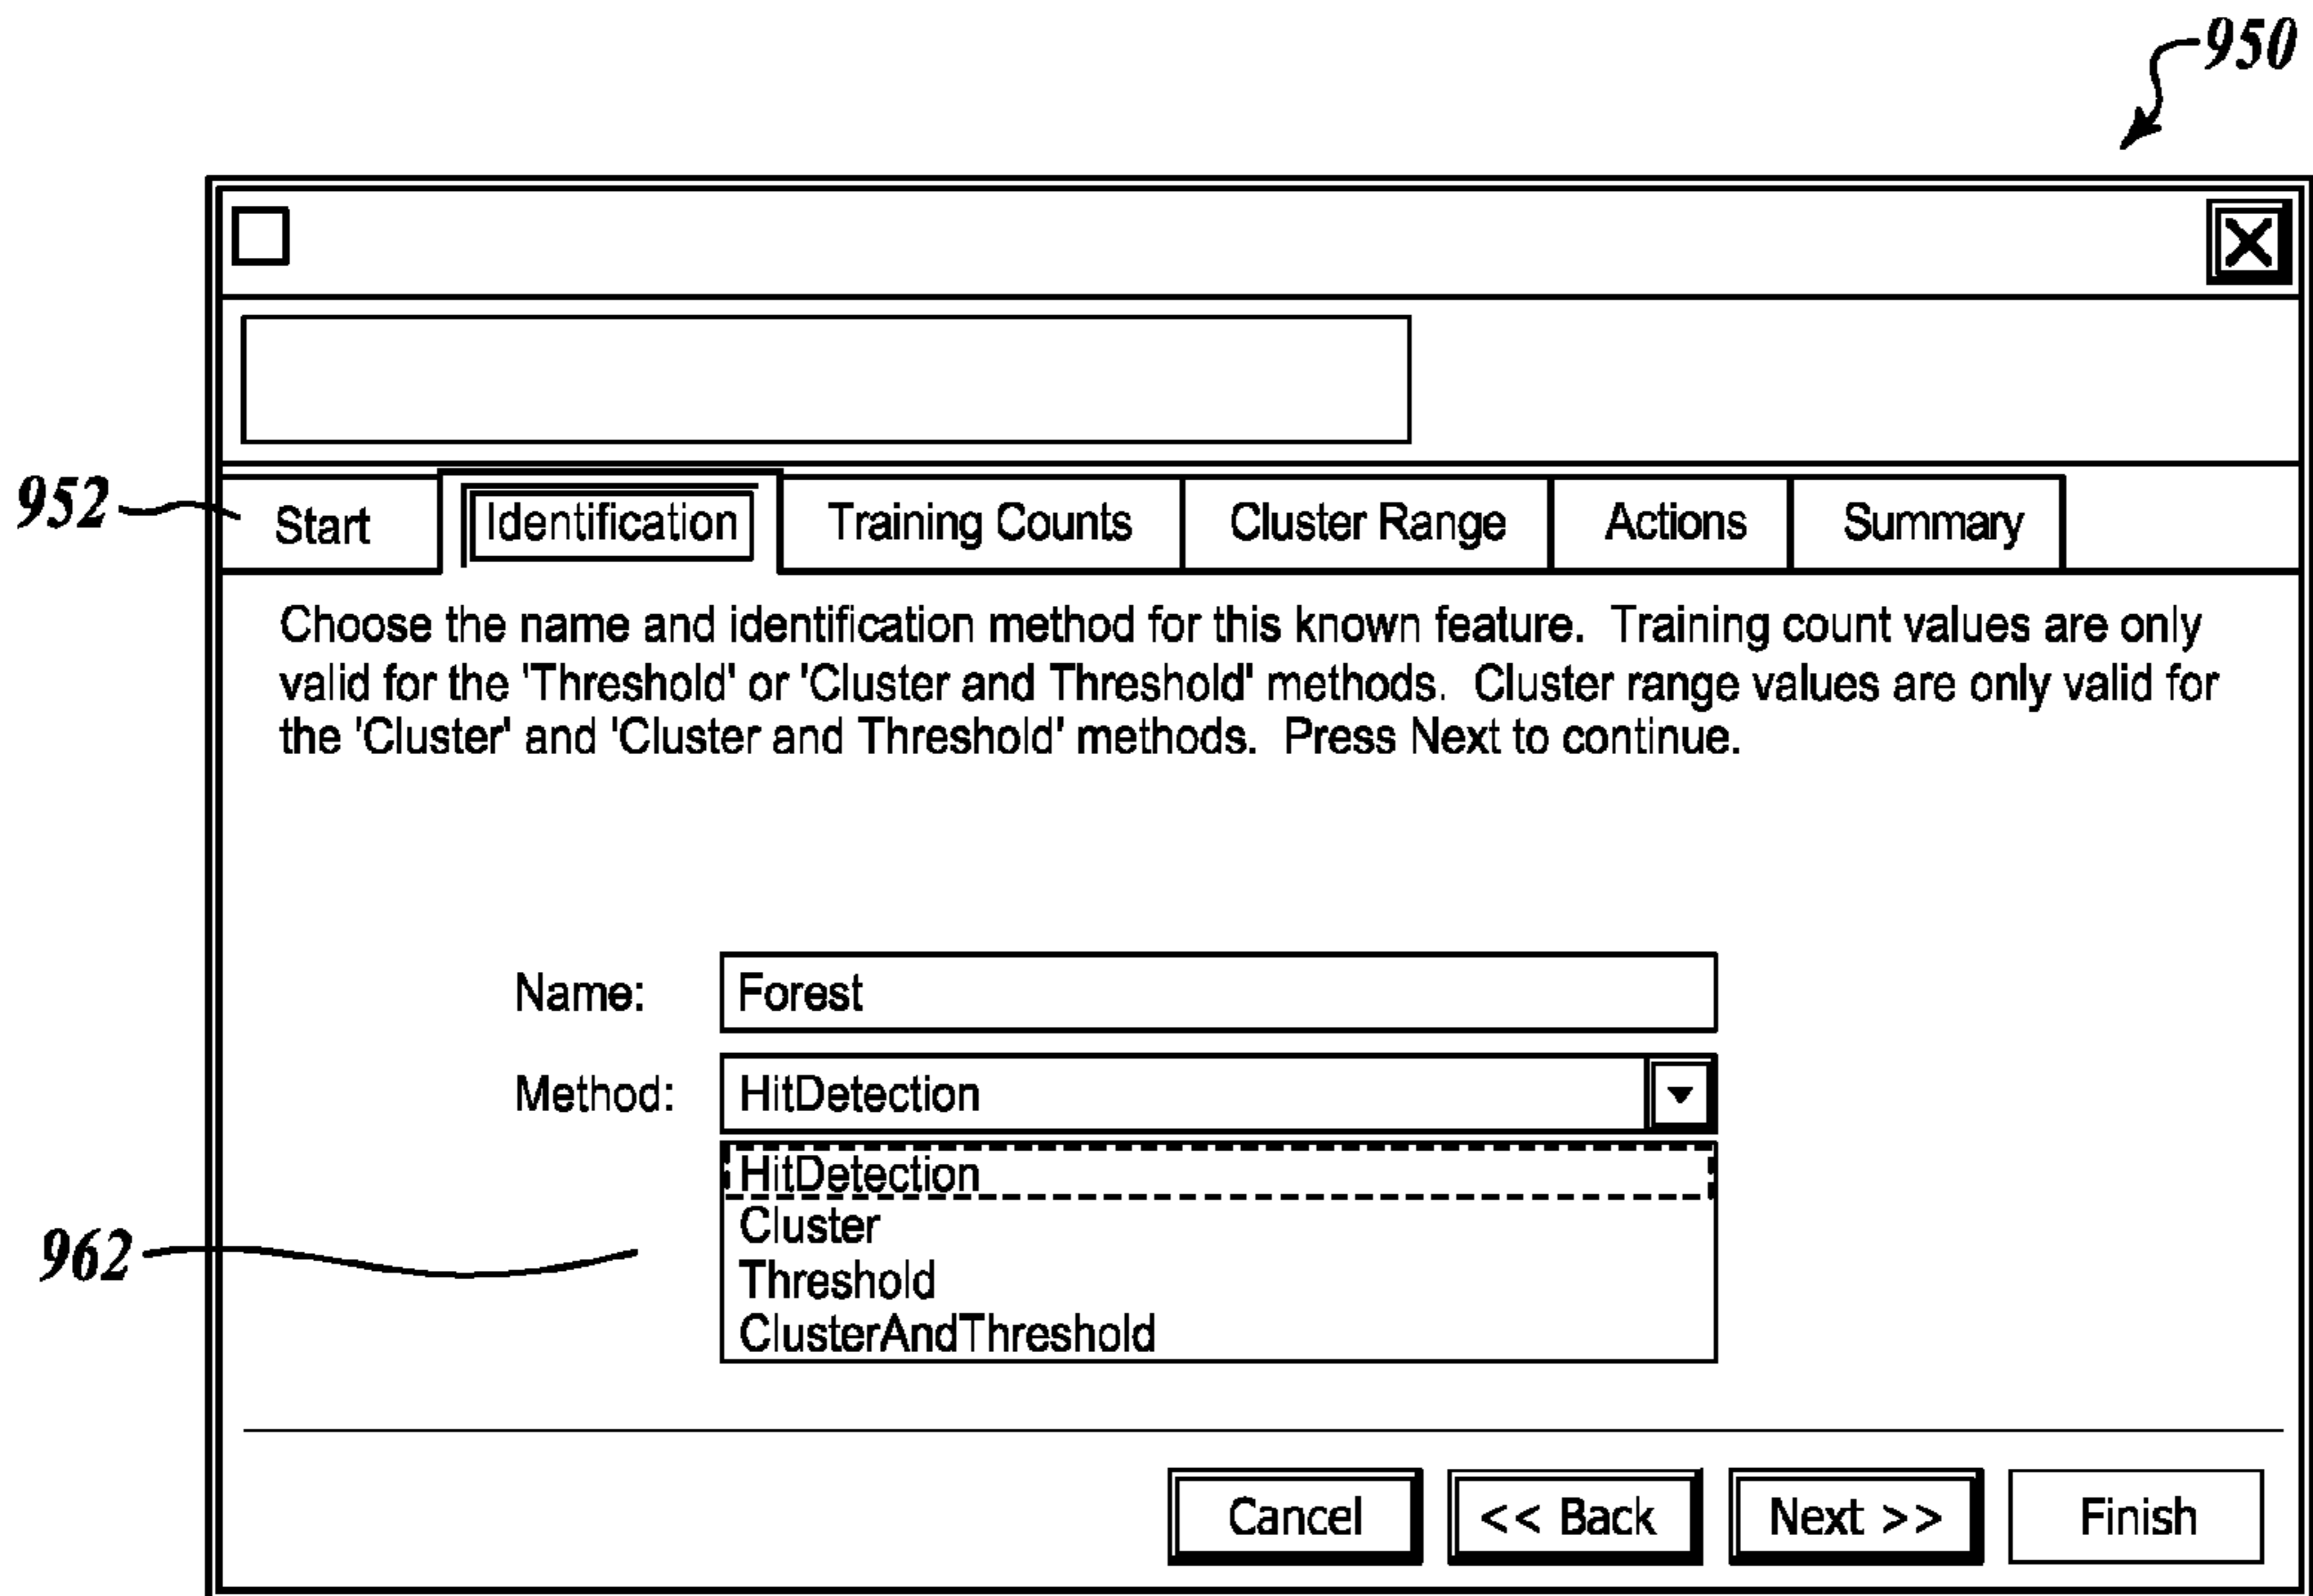 950
952
Start Identification Training Counts Cluster Range Actions Summary
Choose the name and identification method for this known feature. Training count values are only
valid for the 'Threshold' or 'Cluster and Threshold' methods. Cluster range values are only valid for
the 'Cluster' and 'Cluster and Threshold' methods. Press Next to continue.
Name: Forest
Method: HitDetection
HitDetection
Cluster
962
Threshold
ClusterAndThreshold
Cancel << Back Next >> Finish